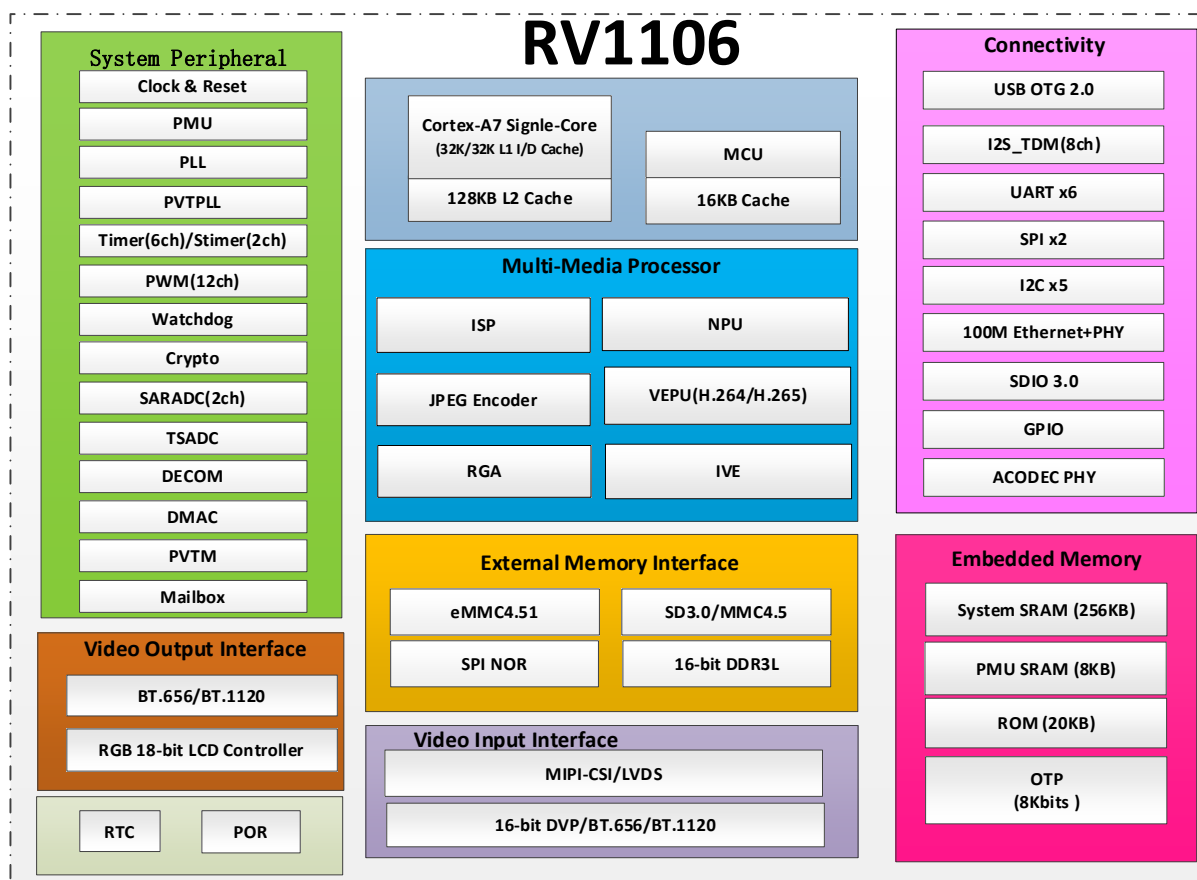 RV1106
System Peripheral
Clock & Reset
PMU
PLL
PVTPLL
Timer(6ch)/Stimer(2ch)
PWM(12ch)
Watchdog
Crypto
SARADC(2ch)
TSADC
DECOM
DMAC
PVTM
Mailbox
Video Output Interface
BT.656/BT.1120
RGB 18-bit LCD Controller
RTC
POR
Cortex-A7 Signle-Core
(32K/32K L1 I/D Cache)
128KB L2 Cache
MCU
16KB Cache
Multi-Media Processor
ISP
NPU
JPEG Encoder
VEPU(H.264/H.265)
RGA
IVE
External Memory Interface
eMMC4.51
SD3.0/MMC4.5
SPI NOR
16-bit DDR3L
Video Input Interface
MIPI-CSI/LVDS
16-bit DVP/BT.656/BT.1120
Connectivity
USB OTG 2.0
I2S_TDM(8ch)
UART x6
SPI x2
I2C x5
100M Ethernet+PHY
SDIO 3.0
GPIO
ACODEC PHY
Embedded Memory
System SRAM (256KB)
PMU SRAM (8KB)
ROM (20KB)
OTP
(8Kbits )